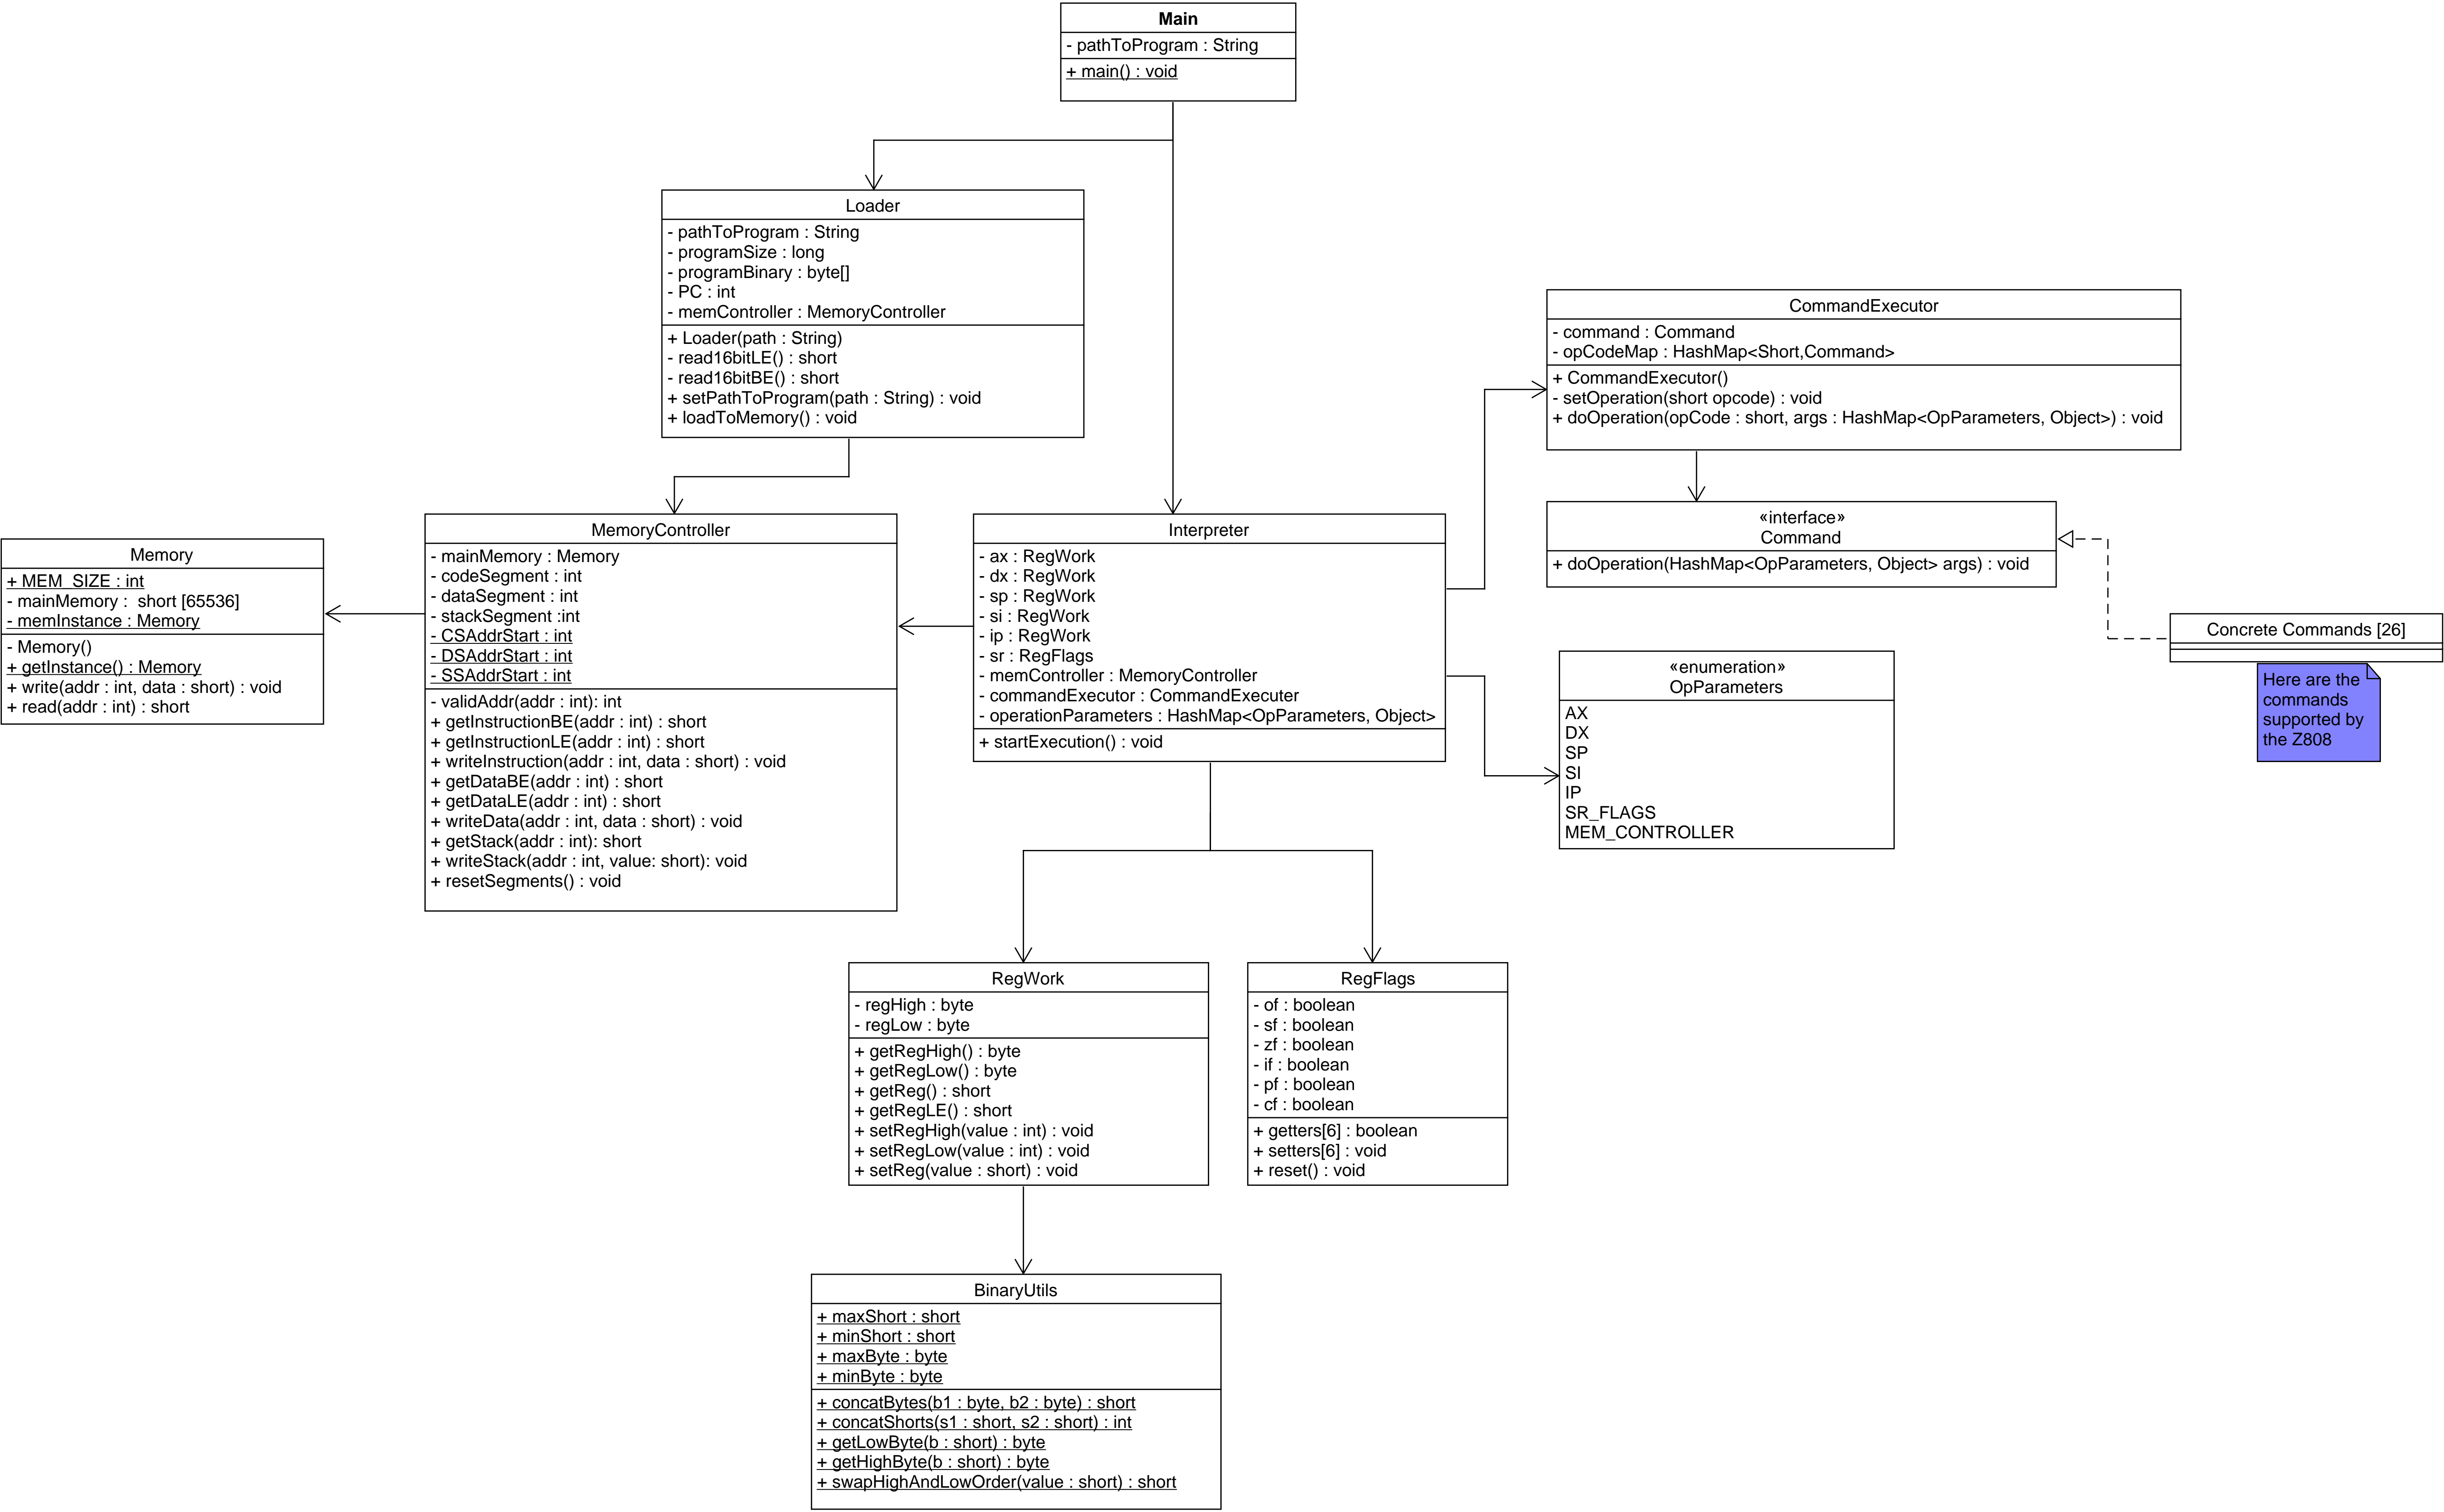 Main
- pathToProgram : String
+ main() : void
Loader
- pathToProgram : String
- programSize : long
- programBinary : byte[]
- PC : int
- memController : MemoryController
+ Loader(path : String)
- read16bitLE() : short
- read16bitBE() : short
+ setPathToProgram(path : String) : void
+ loadToMemory() : void
CommandExecutor
- command : Command
- opCodeMap : HashMap<Short,Command>
+ CommandExecutor()
- setOperation(short opcode) : void
+ doOperation(opCode : short, args : HashMap<OpParameters, Object>) : void
Memory
+ MEM_SIZE : int
- mainMemory :  short [65536]
- memInstance : Memory
- Memory()
+ getInstance() : Memory
+ write(addr : int, data : short) : void
+ read(addr : int) : short
MemoryController
- mainMemory : Memory
- codeSegment : int
- dataSegment : int
- stackSegment :int
- CSAddrStart : int
- DSAddrStart : int
- SSAddrStart : int
- validAddr(addr : int): int
+ getInstructionBE(addr : int) : short
+ getInstructionLE(addr : int) : short
+ writeInstruction(addr : int, data : short) : void
+ getDataBE(addr : int) : short
+ getDataLE(addr : int) : short
+ writeData(addr : int, data : short) : void
+ getStack(addr : int): short
+ writeStack(addr : int, value: short): void
+ resetSegments() : void
Interpreter
- ax : RegWork
- dx : RegWork
- sp : RegWork
- si : RegWork
- ip : RegWork
- sr : RegFlags
- memController : MemoryController
- commandExecutor : CommandExecuter
- operationParameters : HashMap<OpParameters, Object>
+ startExecution() : void
«interface»
Command
+ doOperation(HashMap<OpParameters, Object> args) : void
Concrete Commands [26]
Here are the
commands
supported by
the Z808
«enumeration»
OpParameters
AX
DX
SP
SI
IP
SR_FLAGS
MEM_CONTROLLER
RegWork
- regHigh : byte
- regLow : byte
+ getRegHigh() : byte
+ getRegLow() : byte
+ getReg() : short
+ getRegLE() : short
+ setRegHigh(value : int) : void
+ setRegLow(value : int) : void
+ setReg(value : short) : void
RegFlags
- of : boolean
- sf : boolean
- zf : boolean
- if : boolean
- pf : boolean
- cf : boolean
+ getters[6] : boolean
+ setters[6] : void
+ reset() : void
BinaryUtils
+ maxShort : short
+ minShort : short
+ maxByte : byte
+ minByte : byte
+ concatBytes(b1 : byte, b2 : byte) : short
+ concatShorts(s1 : short, s2 : short) : int
+ getLowByte(b : short) : byte
+ getHighByte(b : short) : byte
+ swapHighAndLowOrder(value : short) : short